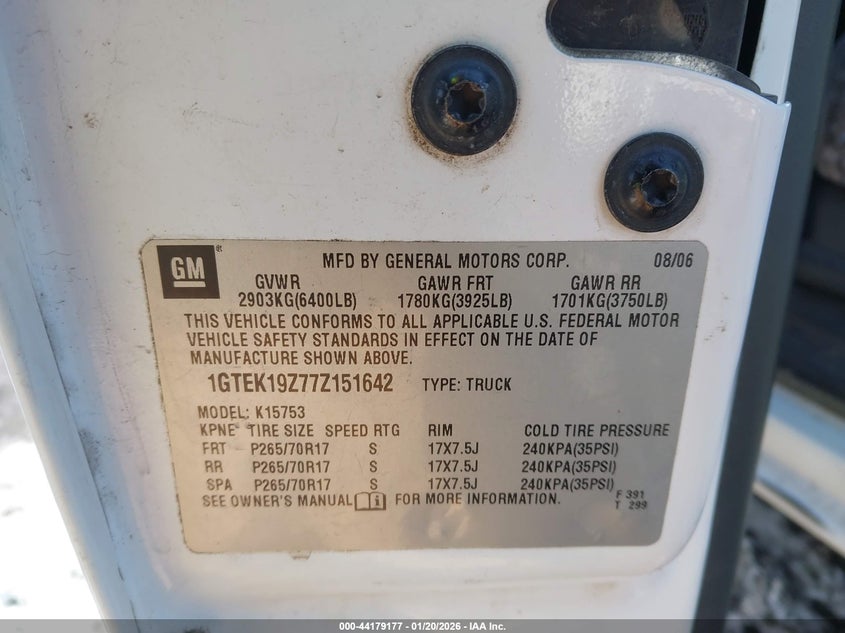 GM
MFD BY GENERAL MOTORS CORP. 08/06
GVWR GAWR FRT GAWR RR
2903KG(6400LB) 1780KG(3925LB) 1701KG(3750LB)
THIS VEHICLE CONFORMS TO ALL APPLICABLE U.S. FEDERAL MOTOR
VEHICLE SAFETY STANDARDS IN EFFECT ON THE DATE OF
MANUFACTURE SHOWN ABOVE.
1GTEK19Z77Z151642 TYPE: TRUCK
MODEL: K15753
KPNE TIRE SIZE SPEED RTG RIM COLD TIRE PRESSURE
FRT P265/70R17 S 17X7.5J 240KPA(35PSI)
RR P265/70R17 S 17X7.5J 240KPA(35PSI)
SPA P265/70R17 S 17X7.5J 240KPA(35PSI)
SEE OWNER'S MANUAL FOR MORE INFORMATION.
F 391
T 299
000-44179177 - 01/20/2026 - IAA Inc.